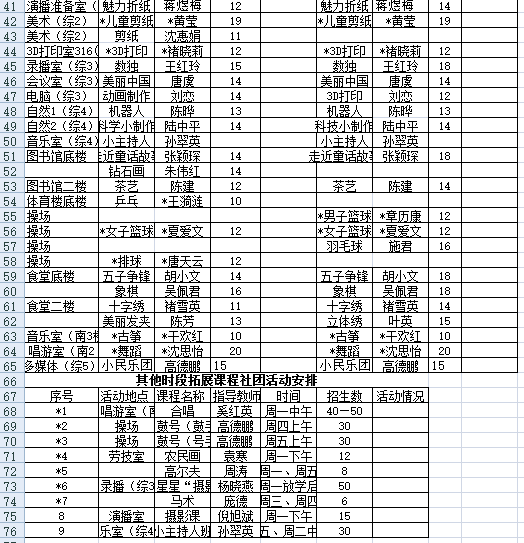 41 演播准备室（ 魅力折纸 蒋煜梅 12 魅力折纸 蒋煜梅 14
42 美术（综2） *儿童剪纸 *黄莹 19 *儿童剪纸 *黄莹 19
43 美术（综2） 剪纸 沈惠娟 11
44 3D打印室316（ *3D打印 *褚晓莉 12 *3D打印 *褚晓莉 12
45 录播室（综3） 数独 王红玲 15 数独 王红玲 18
46 会议室（综3） 美丽中国 唐虞 14 美丽中国 唐虞 14
47 电脑（综3） 动画制作 刘恋 14 3D打印 刘恋 12
48 自然1（综4） 机器人 陈晔 13 机器人 陈晔 13
49 自然2（综4） 科学小制作 陆中平 14 科技小制作 陆中平 14
50 音乐室（综4） 小主持人 孙翠英 小主持人 孙翠英
51 图书馆底楼 走近童话故事 张颖琛 14 走近童话故事 张颖琛 18
52 钻石画 朱伟红 14
53 图书馆二楼 茶艺 陈建 12 茶艺 陈建 14
54 体育楼底楼 乒乓 *王漪涟 10
55 操场 *男子篮球 *章历康 12
56 操场 *女子篮球 *夏爱文 12 *女子篮球 *夏爱文 12
57 操场 羽毛球 施君 16
58 操场 *排球 *唐天云 12
59 食堂底楼 五子争锋 胡小文 14 五子争锋 胡小文 18
60 象棋 吴佩君 16 象棋 吴佩君 18
61 食堂二楼 十字绣 褚雪英 11 十字绣 褚雪英 14
62 美丽发夹 陈芳 13 立体绣 叶英 15
63 音乐室（南3楼 *古筝 *干欢红 10 *古筝 *干欢红 10
64 唱游室（南2 *舞蹈 *沈思怡 20 *舞蹈 *沈思怡 20
65 多媒体（综5） 小民乐团 高德鹏 15 小民乐团 高德鹏 15
66 其他时段拓展课程社团活动安排
67 序号 活动地点 课程名称 指导教师 时间 招生数 活动情况
68 *1 唱游室（南 合唱 奚红英 周一中午 40—50
69 *2 操场 鼓号（鼓手 高德鹏 周四上午 30
70 *3 操场 鼓号（号手 高德鹏 周五上午 30
71 *4 劳技室 农民画 袁寒 周一下午 12
72 *5 高尔夫 周涛 周一、周五 8
73 *6 录播（综3 星星“摄影 杨晓燕 周一放学后 50
74 *7 马术 庞德 周三、周四 6
75 8 演播室 摄影课 倪旭斌 周一下午 15
76 9 乐室（综4 小主持人班 孙翠英 五、周二中 30